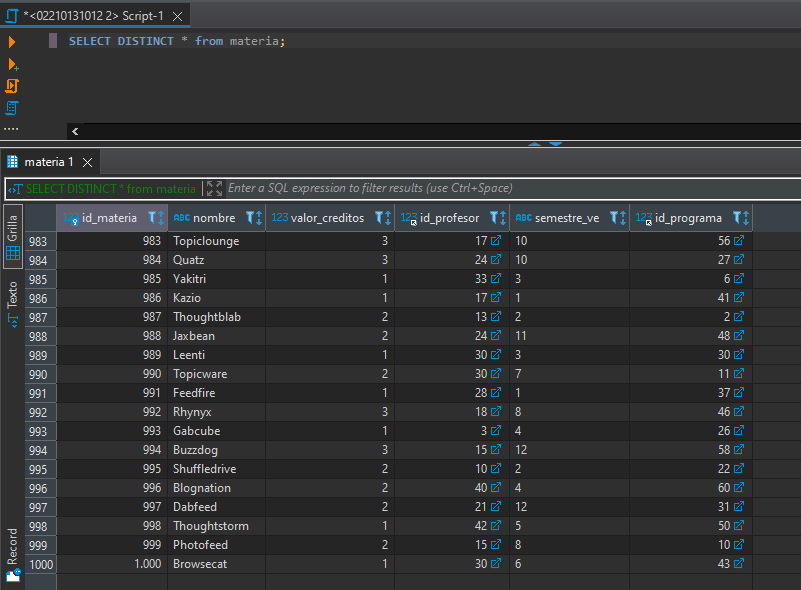 *<02210131012 2> Script-1
SELECT DISTINCT * from materia;
materia 1
SELECT DISTINCT * from materia Enter a SQL expression to filter results (use Ctrl+Space)
Grilla
Texto
Record
123 id_materia ABC nombre 123 valor_creditos 123 id_profesor ABC semestre_ve 123 id_programa
983 983 Topiclounge 3 17 10 56
984 984 Quatz 3 24 10 27
985 985 Yakitri 1 33 3 6
986 986 Kazio 1 17 1 41
987 987 Thoughtblab 2 13 2 2
988 988 Jaxbean 2 24 11 48
989 989 Leenti 1 30 3 30
990 990 Topicware 2 30 7 11
991 991 Feedfire 1 28 1 37
992 992 Rhynyx 3 18 8 46
993 993 Gabcube 1 3 4 26
994 994 Buzzdog 3 15 12 58
995 995 Shuffledrive 2 10 2 22
996 996 Blognation 2 40 4 60
997 997 Dabfeed 2 21 12 31
998 998 Thoughtstorm 1 42 5 50
999 999 Photofeed 2 15 8 10
1000 1.000 Browsecat 1 30 6 43